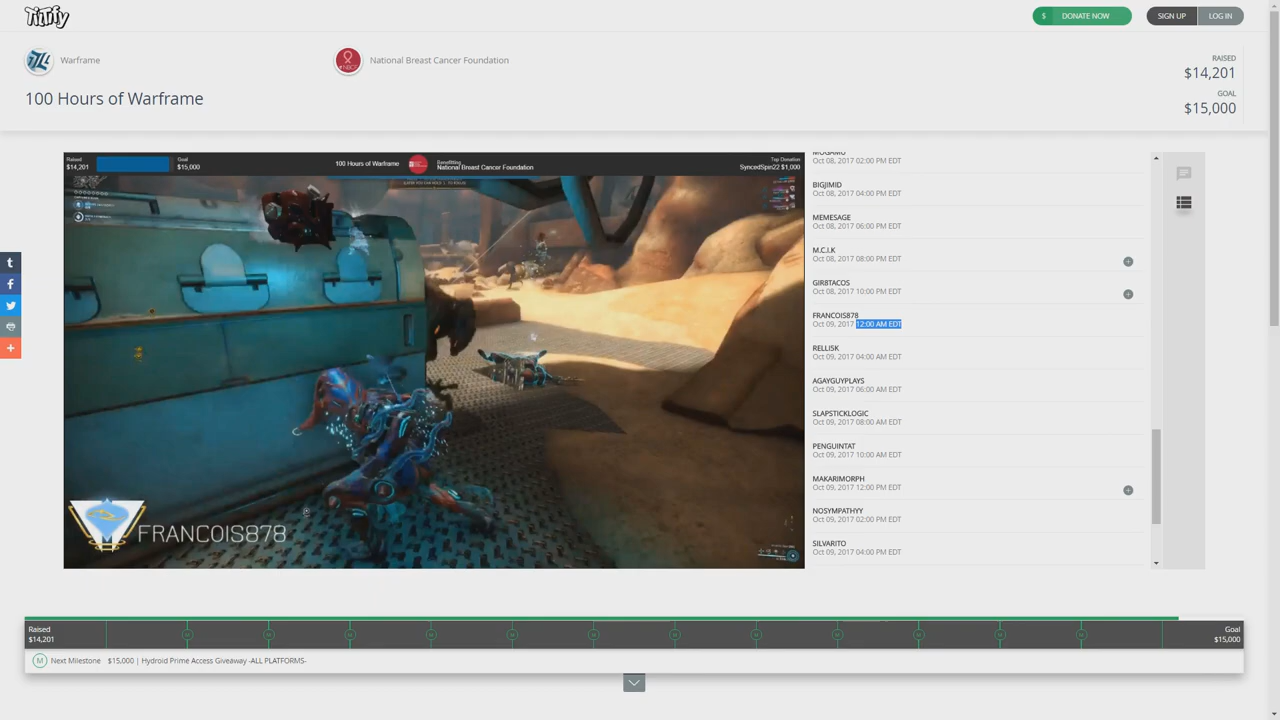 Tiltify
$ DONATE NOW
SIGN UP
LOG IN
Warframe
National Breast Cancer Foundation
100 Hours of Warframe
RAISED
$14,201
GOAL
$15,000
Raised
$14,201
Goal
$15,000
100 Hours of Warframe
Benefitting
National Breast Cancer Foundation
Top Donation
SyncedSpin22 $1,000
FRANCOIS878
MOGAMU
Oct 08, 2017 02:00 PM EDT
BIGJIMID
Oct 08, 2017 04:00 PM EDT
MEMESAGE
Oct 08, 2017 06:00 PM EDT
M.C.I.K
Oct 08, 2017 08:00 PM EDT
GIR8TACOS
Oct 08, 2017 10:00 PM EDT
FRANCOIS878
Oct 09, 2017 12:00 AM EDT
RELLISK
Oct 09, 2017 04:00 AM EDT
AGAYGUYPLAYS
Oct 09, 2017 06:00 AM EDT
SLAPSTICKLOGIC
Oct 09, 2017 08:00 AM EDT
PENGUINTAT
Oct 09, 2017 10:00 AM EDT
MAKARIMORPH
Oct 09, 2017 12:00 PM EDT
NOSYMPATHYY
Oct 09, 2017 02:00 PM EDT
SILVARITO
Oct 09, 2017 04:00 PM EDT
Raised
$14,201
M M M M M M M M M M M M
Goal
$15,000
M Next Milestone $15,000 | Hydroid Prime Access Giveaway -ALL PLATFORMS-